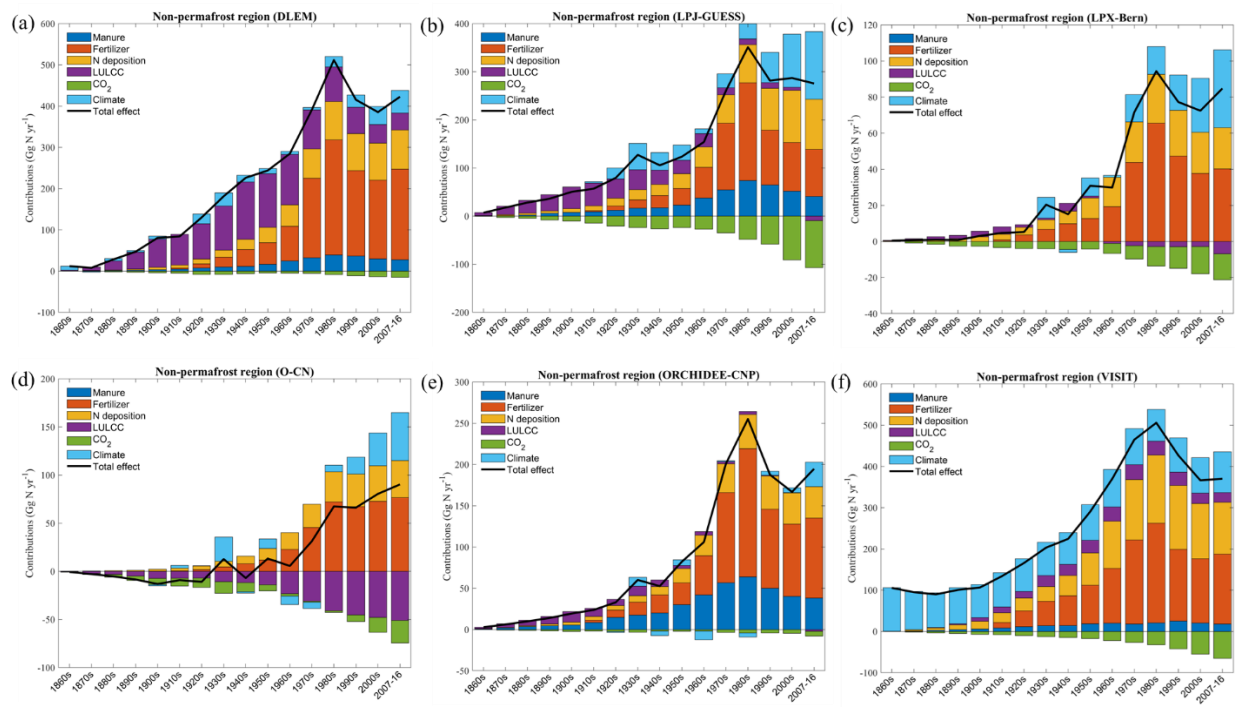 (a)
Non-permafrost region (DLEM)
Manure
Fertilizer
N deposition
LULCC
CO2
Climate
Total effect
Contributions (Gg N yr-1)
600
500
400
300
200
100
0
-100
1860s 1870s 1880s 1890s 1900s 1910s 1920s 1930s 1940s 1950s 1960s 1970s 1980s 1990s 2000s 2007-16
(b)
Non-permafrost region (LPJ-GUESS)
Manure
Fertilizer
N deposition
LULCC
CO2
Climate
Total effect
Contributions (Gg N yr-1)
400
300
200
100
0
-100
-200
1860s 1870s 1880s 1890s 1900s 1910s 1920s 1930s 1940s 1950s 1960s 1970s 1980s 1990s 2000s 2007-16
(c)
Non-permafrost region (LPX-Bern)
Manure
Fertilizer
N deposition
LULCC
CO2
Climate
Total effect
Contributions (Gg N yr-1)
120
100
80
60
40
20
0
-20
-40
1860s 1870s 1880s 1890s 1900s 1910s 1920s 1930s 1940s 1950s 1960s 1970s 1980s 1990s 2000s 2007-16
(d)
Non-permafrost region (O-CN)
Manure
Fertilizer
N deposition
LULCC
CO2
Climate
Total effect
Contributions (Gg N yr-1)
200
150
100
50
0
-50
-100
1860s 1870s 1880s 1890s 1900s 1910s 1920s 1930s 1940s 1950s 1960s 1970s 1980s 1990s 2000s 2007-16
(e)
Non-permafrost region (ORCHIDEE-CNP)
Manure
Fertilizer
N deposition
LULCC
CO2
Climate
Total effect
Contributions (Gg N yr-1)
300
250
200
150
100
50
0
-50
1860s 1870s 1880s 1890s 1900s 1910s 1920s 1930s 1940s 1950s 1960s 1970s 1980s 1990s 2000s 2007-16
(f)
Non-permafrost region (VISIT)
Manure
Fertilizer
N deposition
LULCC
CO2
Climate
Total effect
Contributions (Gg N yr-1)
600
500
400
300
200
100
0
-100
1860s 1870s 1880s 1890s 1900s 1910s 1920s 1930s 1940s 1950s 1960s 1970s 1980s 1990s 2000s 2007-16